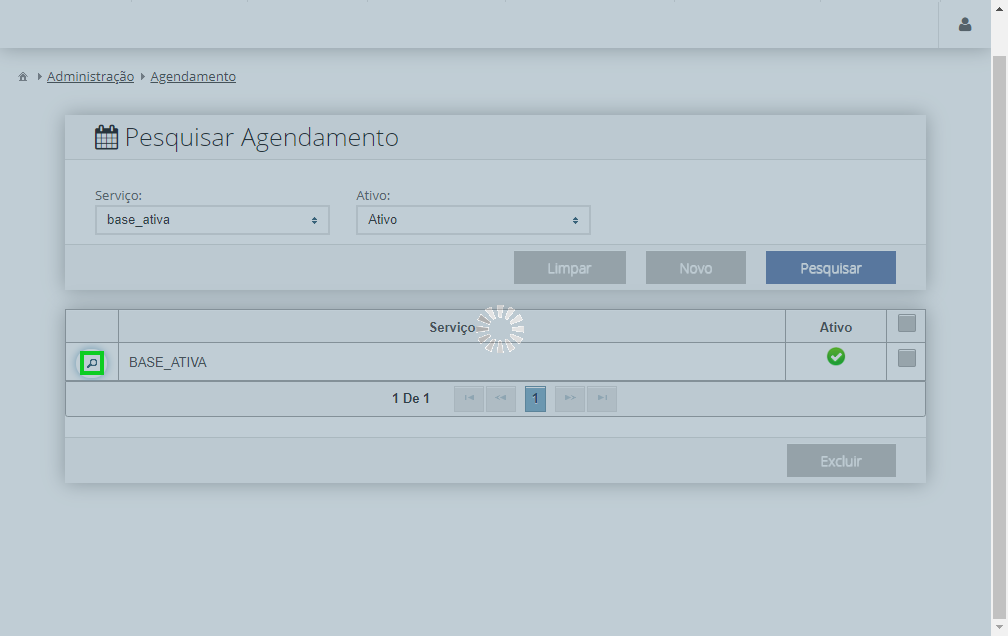 Administração Agendamento
Pesquisar Agendamento
Serviço: Ativo:
base_ativa Ativo
Limpar Novo Pesquisar
Serviço Ativo
BASE_ATIVA
1 De 1 1
Excluir